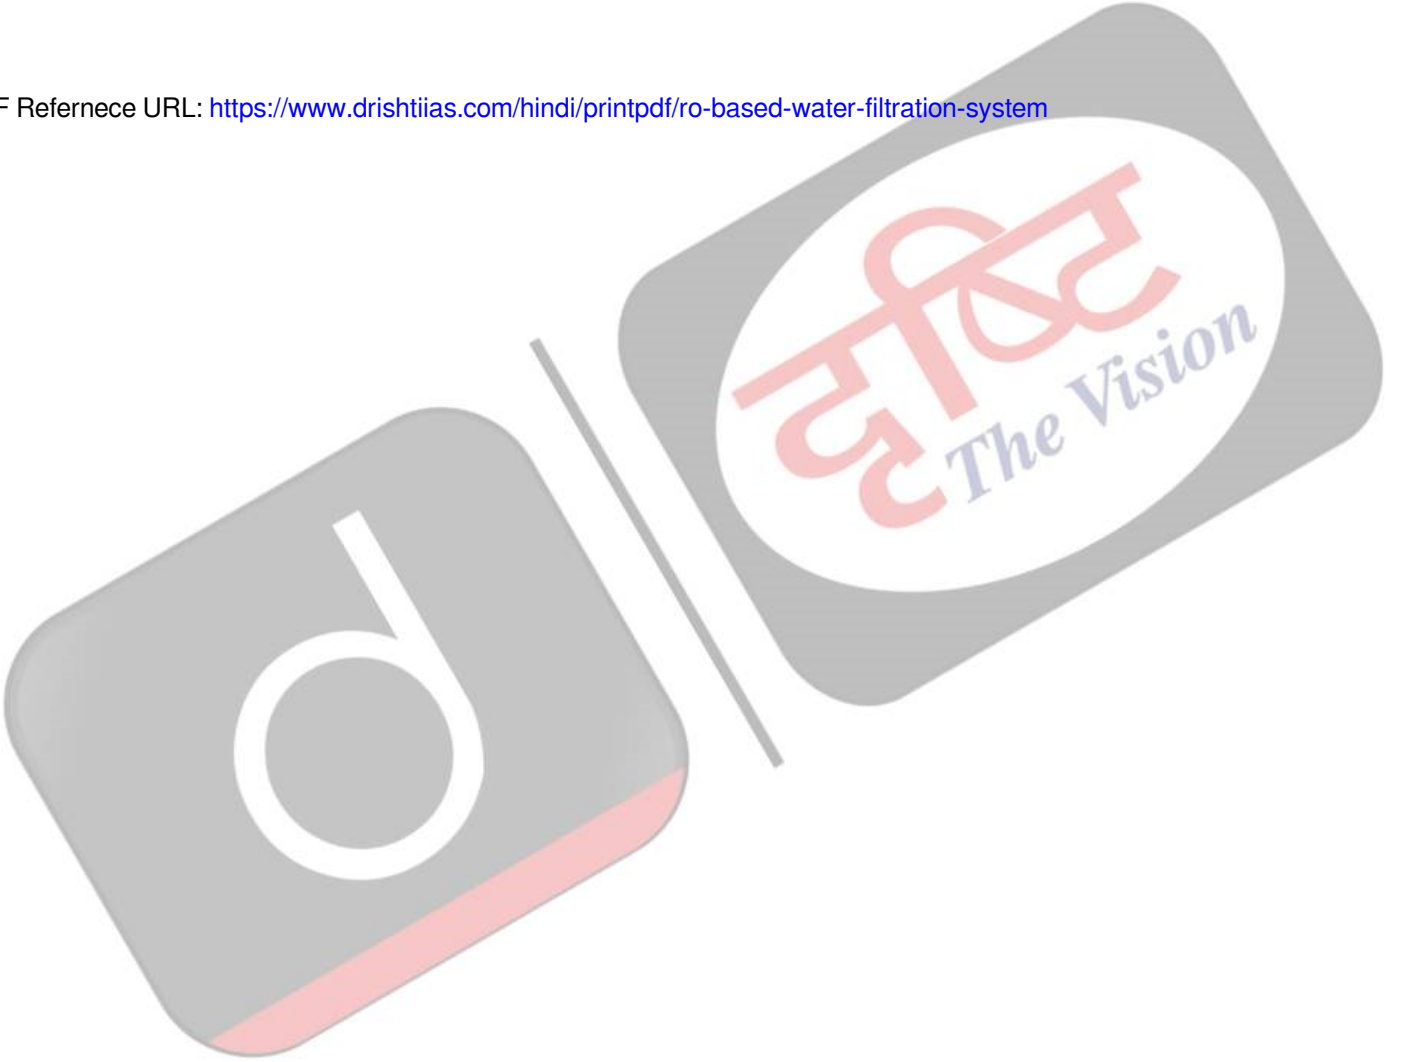 F Refernece URL: https://www.drishtiias.com/hindi/printpdf/ro-based-water-filtration-system
दृष्टि
The Vision
d